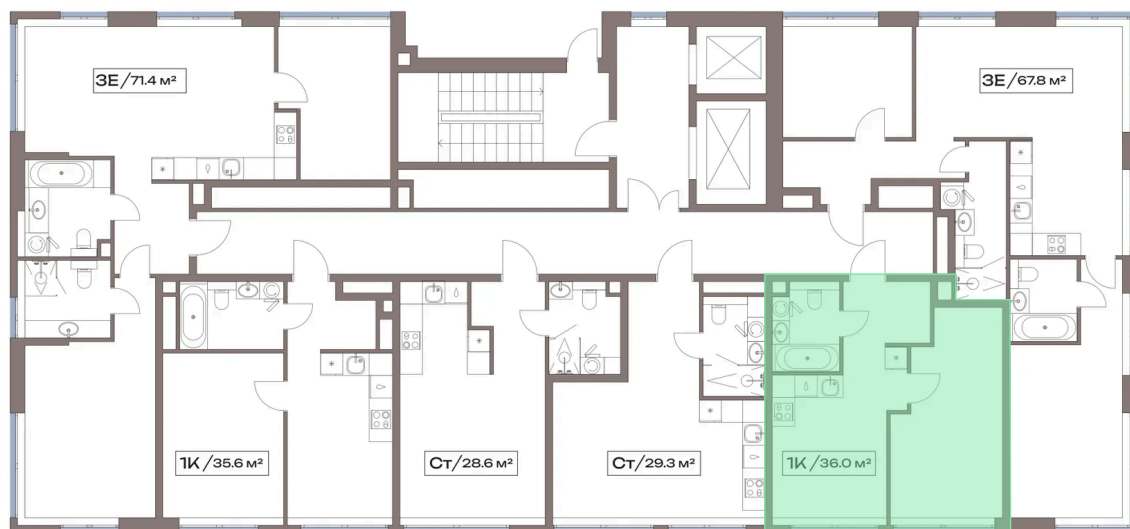 3Е / 71.4 м²
3Е / 67.8 м²
1К / 35.6 м²
Ст / 28.6 м²
Ст / 29.3 м²
1К / 36.0 м²